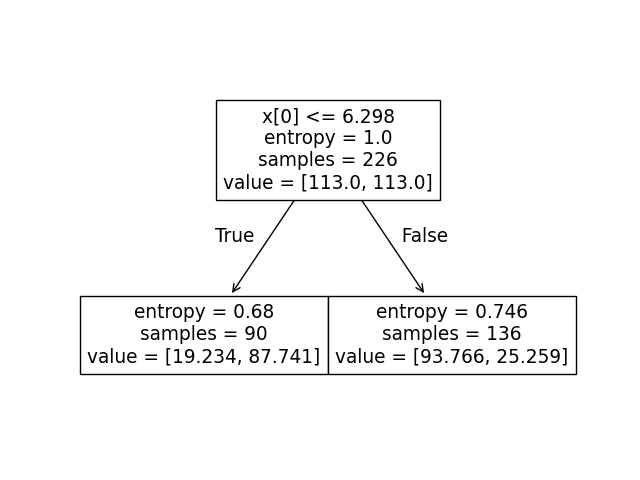 x[0] <= 6.298
entropy = 1.0
samples = 226
value = [113.0, 113.0]
True
False
entropy = 0.68
samples = 90
value = [19.234, 87.741]
entropy = 0.746
samples = 136
value = [93.766, 25.259]